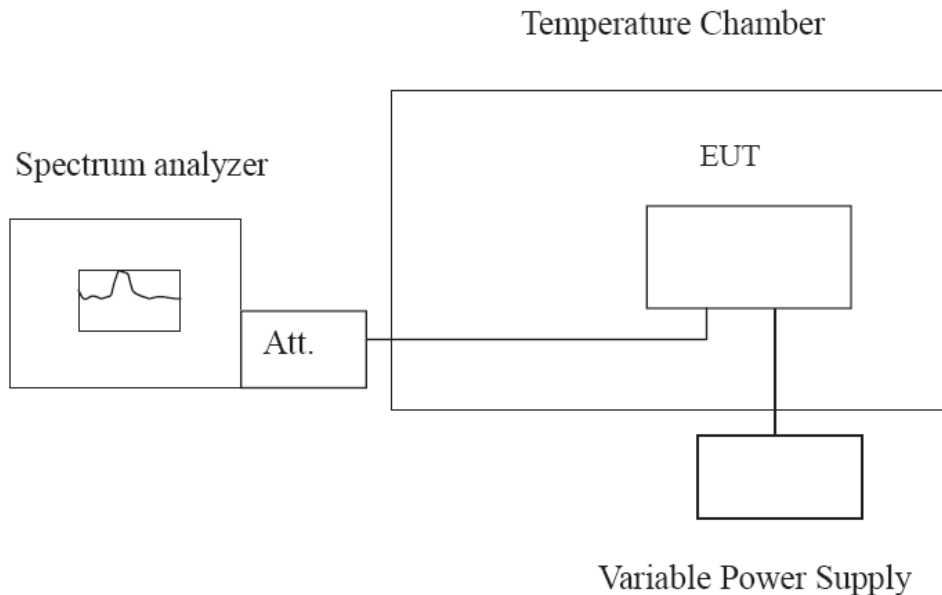 Temperature Chamber
Spectrum analyzer
EUT
Att.
Variable Power Supply